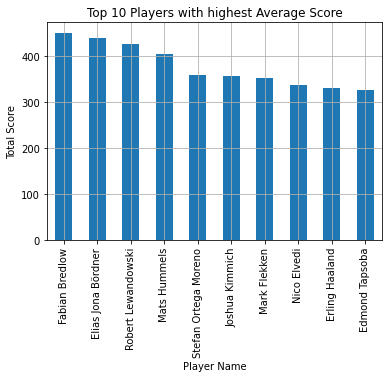 Top 10 Players with highest Average Score
Total Score
400
300
200
100
0
Fabian Bredlow
Elias Jona Bördner
Robert Lewandowski
Mats Hummels
Stefan Ortega Moreno
Joshua Kimmich
Mark Flekken
Nico Elvedi
Erling Haaland
Edmond Tapsoba
Player Name